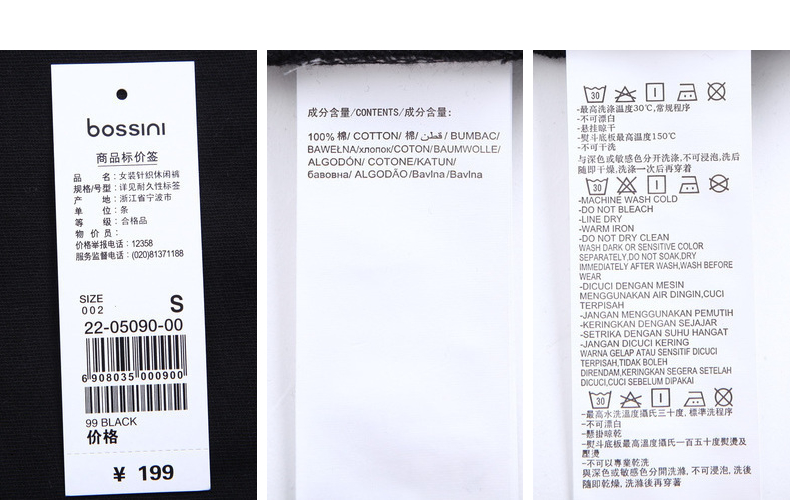 bossini
商品标价签
品 名：女装针织休闲裤
规格/号型：详见耐久性标签
产 地：浙江省宁波市
单 位：条
等 级：合格品
物 价 员：
价格举报电话：12358
服务监督电话：(020)81371188
SIZE
002
S
22-05090-00
6 908035 000900
99 BLACK
价格
¥ 199
成分含量/CONTENTS/成分含量:
100% 棉/ COTTON/ 棉/ قطن / BUMBAC/
BAWEŁNA/хлопок/COTON/BAUMWOLLE/
ALGODÓN/ COTONE/KATUN/
бавовна/ ALGODÃO/Bavlna /Bavlna
30
-最高洗涤温度30℃,常规程序
-不可漂白
-悬挂晾干
-熨斗底板最高温度150℃
-不可干洗
与深色或敏感色分开洗涤,不可浸泡,洗后
随即干燥,洗涤一次后再穿着
30
-MACHINE WASH COLD
-DO NOT BLEACH
-LINE DRY
-WARM IRON
-DO NOT DRY CLEAN
WASH DARK OR SENSITIVE COLOR
SEPARATELY,DO NOT SOAK,DRY
IMMEDIATELY AFTER WASH,WASH BEFORE
WEAR
-DICUCI DENGAN MESIN
MENGGUNAKAN AIR DINGIN,CUCI
TERPISAH
-JANGAN MENGGUNAKAN PEMUTIH
-KERINGKAN DENGAN SEJAJAR
-SETRIKA DENGAN SUHU HANGAT
-JANGAN DICUCI KERING
WARNA GELAP ATAU SENSITIF DICUCI
TERPISAH,TIDAK BOLEH
DIRENDAM,KERINGKAN SEGERA SETELAH
DICUCI,CUCI SEBELUM DIPAKAI
30
-最高水洗溫度攝氏三十度, 標準洗程序
-不可漂白
-懸掛晾乾
-熨斗底板最高溫度攝氏一百五十度熨燙及
壓燙
-不可以專業乾洗
與深色或敏感色分開洗滌, 不可浸泡, 洗後
隨即乾燥, 洗滌後再穿著